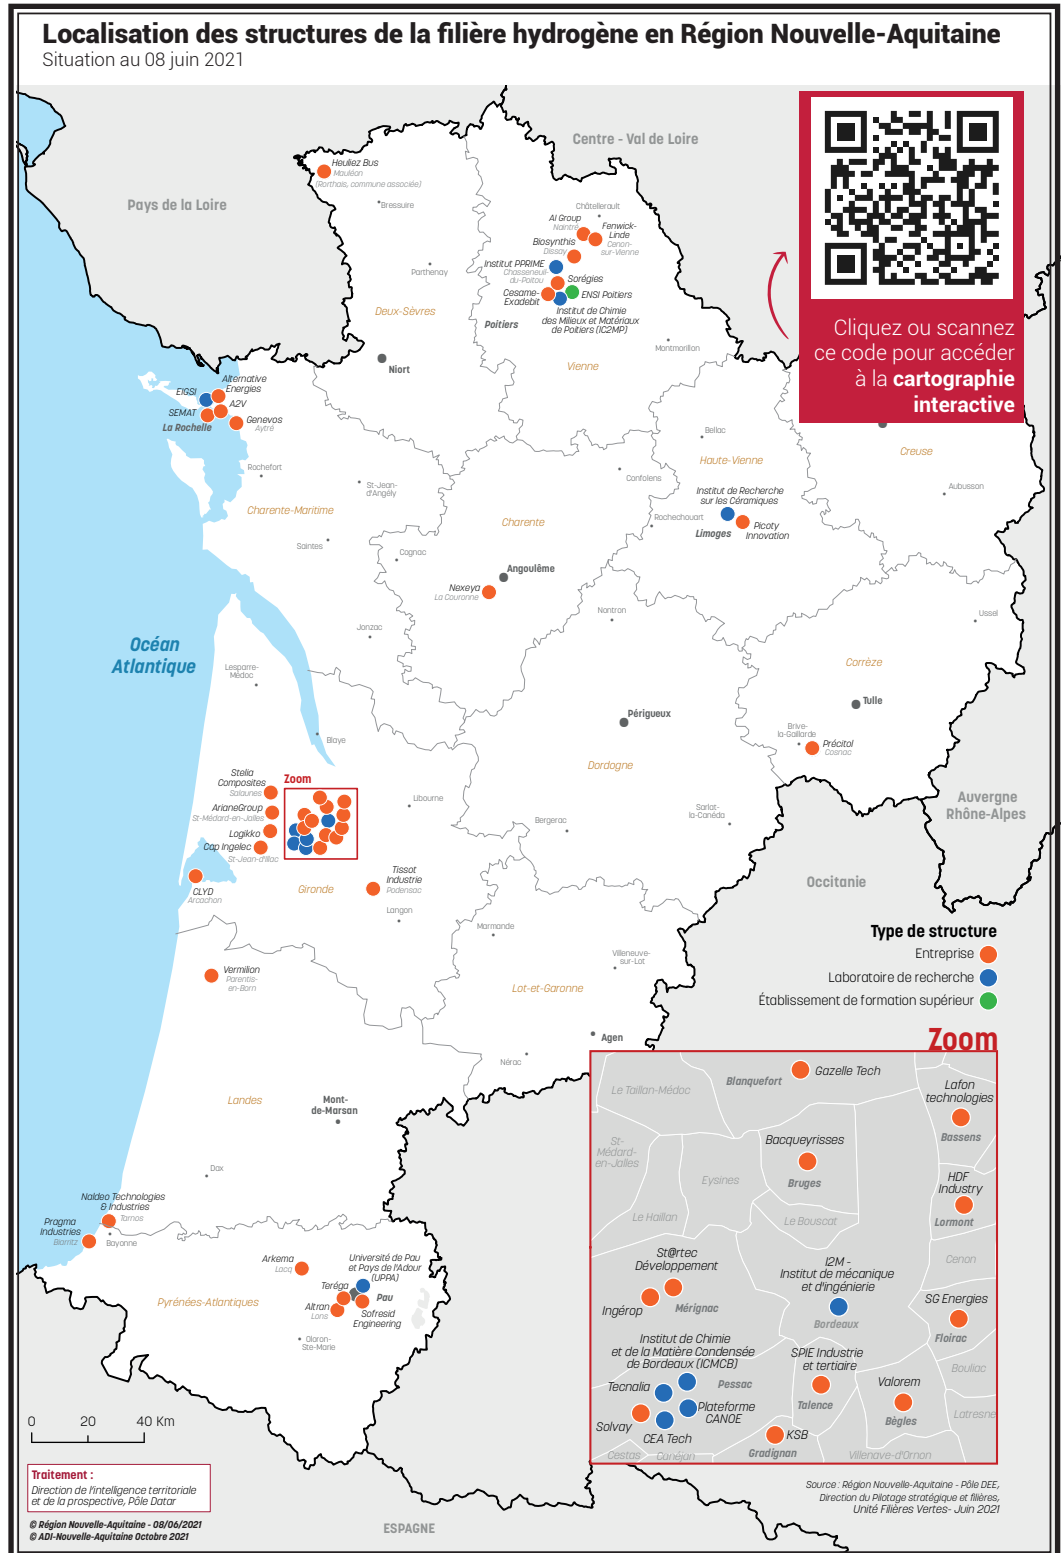 Localisation des structures de la filière hydrogène en Région Nouvelle-Aquitaine
Situation au 08 juin 2021
Centre - Val de Loire
Pays de la Loire
Cliquez ou scannez
ce code pour accéder
à la cartographie
interactive
Heuliez Bus
Mauléon
(Rorthais, commune associée)
Bressuire
Parthenay
Deux-Sèvres
Niort
Châtellerault
AI Group
Naintré
Fenwick-
Linde
Cenon-
sur-Vienne
Biosynthis
Dissay
Institut PPRIME
Chasseneuil-
du-Poitou
Sorégies
Cesame-
Exadebit
ENSI Poitiers
Institut de Chimie
des Milieux et Matériaux
de Poitiers (IC2MP)
Poitiers
Montmorillon
Vienne
Alternative
Energies
EIGSI
A2V
SEMAT
La Rochelle
Genevos
Aytré
Rochefort
St-Jean-
d'Angély
Charente-Maritime
Saintes
Cognac
Jonzac
Confolens
Charente
Angoulême
Nexeya
La Couronne
Bellac
Haute-Vienne
Institut de Recherche
sur les Céramiques
Rochechouart
Limoges
Picoty
Innovation
Creuse
Aubusson
Ussel
Corrèze
Tulle
Brive-
la-Gaillarde
Précitol
Cosnac
Nontron
Périgueux
Dordogne
Bergerac
Sarlat-
la-Canéda
Auvergne
Rhône-Alpes
Occitanie
Océan
Atlantique
Lesparre-
Médoc
Blaye
Stelia
Composites
Salaunes
Zoom
ArianeGroup
St-Médard-en-Jalles
Logikko
Cap Ingelec
St-Jean-d'Illac
Libourne
CLYD
Arcachon
Gironde
Tissot
Industrie
Podensac
Langon
Vermilion
Parentis-
en-Born
Marmande
Villeneuve-
sur-Lot
Lot-et-Garonne
Agen
Nérac
Landes
Mont-
de-Marsan
Dax
Naldeo Technologies
& Industries
Tarnos
Pragma
Industries
Biarritz
Bayonne
Arkema
Lacq
Université de Pau
et Pays de l'Adour
(UPPA)
Teréga
Pau
Altran
Lons
Sofresid
Engineering
Pyrénées-Atlantiques
Oloron-
Ste-Marie
Type de structure
Entreprise
Laboratoire de recherche
Établissement de formation supérieur
Zoom
Le Taillan-Médoc
Blanquefort
Gazelle Tech
Lafon
technologies
Bassens
St-
Médard-
en-Jalles
Eysines
Bacqueyrisses
Bruges
HDF
Industry
Lormont
Le Haillan
Le Bouscat
Cenon
St@rtec
Développement
Ingérop
Mérignac
I2M -
Institut de mécanique
et d'ingénierie
Bordeaux
SG Energies
Floirac
Institut de Chimie
et de la Matière Condensée
de Bordeaux (ICMCB)
SPIE Industrie
et tertiaire
Talence
Bouliac
Tecnalia
Pessac
Plateforme
CANOE
Solvay
CEA Tech
Valorem
Bègles
Latresne
KSB
Gradignan
Cestas
Canéjan
Villenave-d'Ornon
0 20 40 Km
Traitement :
Direction de l'intelligence territoriale
et de la prospective, Pôle Datar
© Région Nouvelle-Aquitaine - 08/06/2021
© ADI-Nouvelle-Aquitaine Octobre 2021
ESPAGNE
Source : Région Nouvelle-Aquitaine - Pôle DEE,
Direction du Pilotage stratégique et filières,
Unité Filières Vertes- Juin 2021